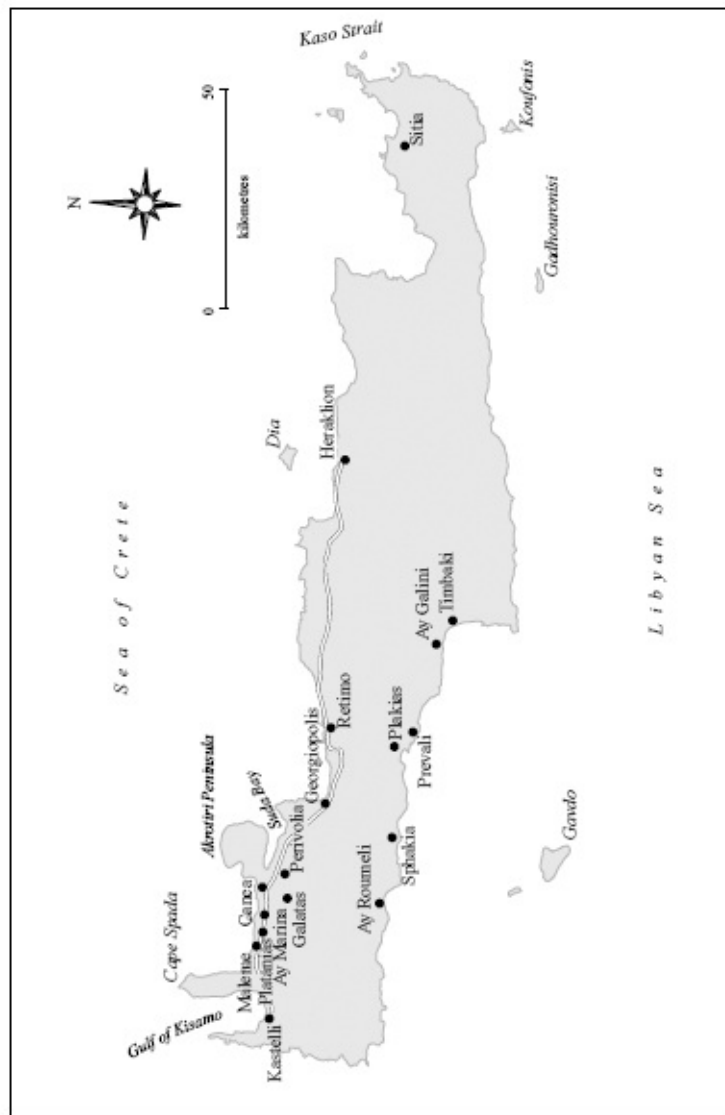 N
0
50
kilometres
Sea of Crete
Gulf of Kisamo
Cape Spada
Akrotiri Peninsula
Suda Bay
Dia
Kaso Strait
Kastelli
Maleme
Platanias
Ay Marina
Galatas
Canea
Perivolia
Georgiopolis
Retimo
Heraklion
Sitia
Ay Roumeli
Sphakia
Plakias
Prevali
Ay Galini
Timbaki
Gavdo
Gadhouronisi
Koufonis
Libyan Sea